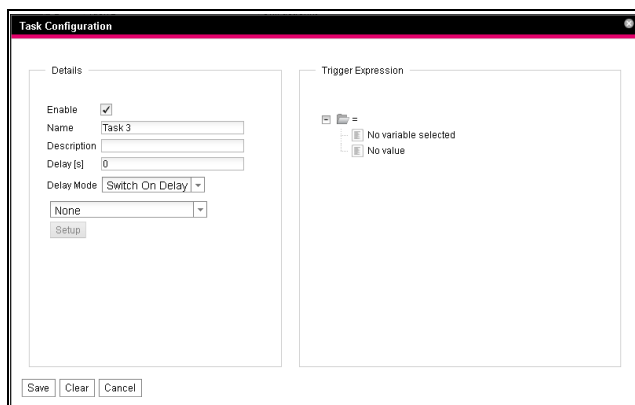 Task Configuration
Details
Enable
Name Task 3
Description
Delay [s] 0
Delay Mode Switch On Delay
None
Setup
Trigger Expression
=
No variable selected
No value
Save Clear Cancel